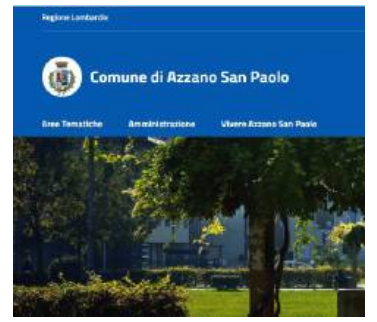 Regione Lombardia
Comune di Azzano San Paolo
Aree Tematiche Amministrazione Vivere Azzano San Paolo